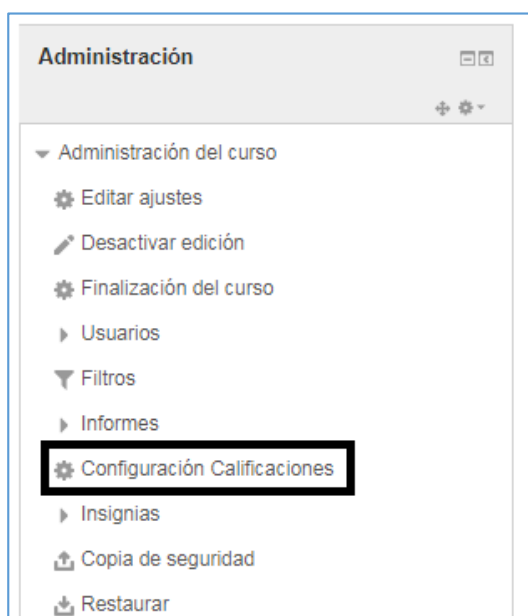 Administración
Administración del curso
Editar ajustes
Desactivar edición
Finalización del curso
Usuarios
Filtros
Informes
Configuración Calificaciones
Insignias
Copia de seguridad
Restaurar